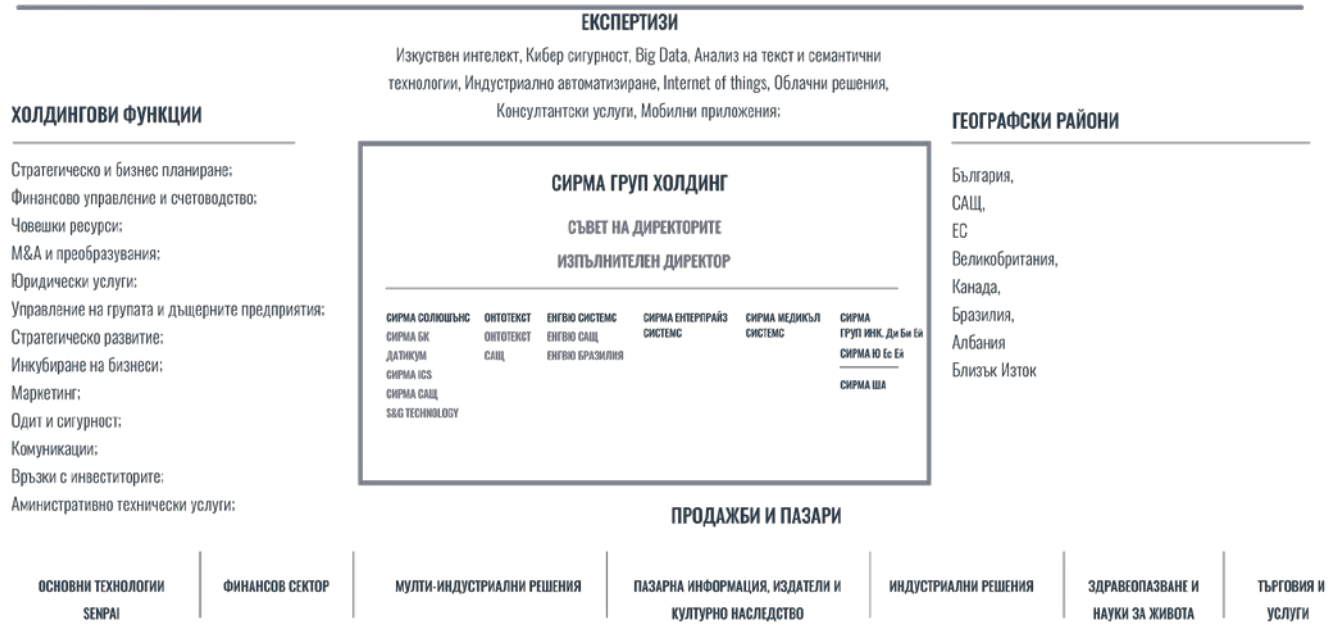 ЕКСПЕРТИЗИ
Изкуствен интелект, Кибер сигурност, Big Data, Анализ на текст и семантични
технологии, Индустриално автоматизиране, Internet of things, Облачни решения,
Консултантски услуги, Мобилни приложения;
ХОЛДИНГОВИ ФУНКЦИИ
Стратегическо и бизнес планиране;
Финансово управление и счетоводство;
Човешки ресурси;
М&А и преобразувания;
Юридически услуги;
Управление на групата и дъщерните предприятия;
Стратегическо развитие;
Инкубиране на бизнеси;
Маркетинг;
Одит и сигурност;
Комуникации;
Връзки с инвеститорите;
Аминистративно технически услуги;
СИРМА ГРУП ХОЛДИНГ
СЪВЕТ НА ДИРЕКТОРИТЕ
ИЗПЪЛНИТЕЛЕН ДИРЕКТОР
СИРМА СОЛЮШЪНС
СИРМА БК
ДАТИКУМ
СИРМА ICS
СИРМА САЩ
S&G TECHNOLOGY
ОНТОТЕКСТ
ОНТОТЕКСТ
САЩ
ЕНГВЮ СИСТЕМС
ЕНГВЮ САЩ
ЕНГВЮ БРАЗИЛИЯ
СИРМА ЕНТЕРПРАЙЗ
СИСТЕМС
СИРМА МЕДИКЪЛ
СИСТЕМС
СИРМА
ГРУП ИНК. Ди Би Ей
СИРМА Ю Ес Ей
СИРМА ША
ГЕОГРАФСКИ РАЙОНИ
България,
САЩ,
ЕС
Великобритания,
Канада,
Бразилия,
Албания
Близък Изток
ПРОДАЖБИ И ПАЗАРИ
ОСНОВНИ ТЕХНОЛОГИИ
SENPAI
ФИНАНСОВ СЕКТОР
МУЛТИ-ИНДУСТРИАЛНИ РЕШЕНИЯ
ПАЗАРНА ИНФОРМАЦИЯ, ИЗДАТЕЛИ И
КУЛТУРНО НАСЛЕДСТВО
ИНДУСТРИАЛНИ РЕШЕНИЯ
ЗДРАВЕОПАЗВАНЕ И
НАУКИ ЗА ЖИВОТА
ТЪРГОВИЯ И
УСЛУГИ